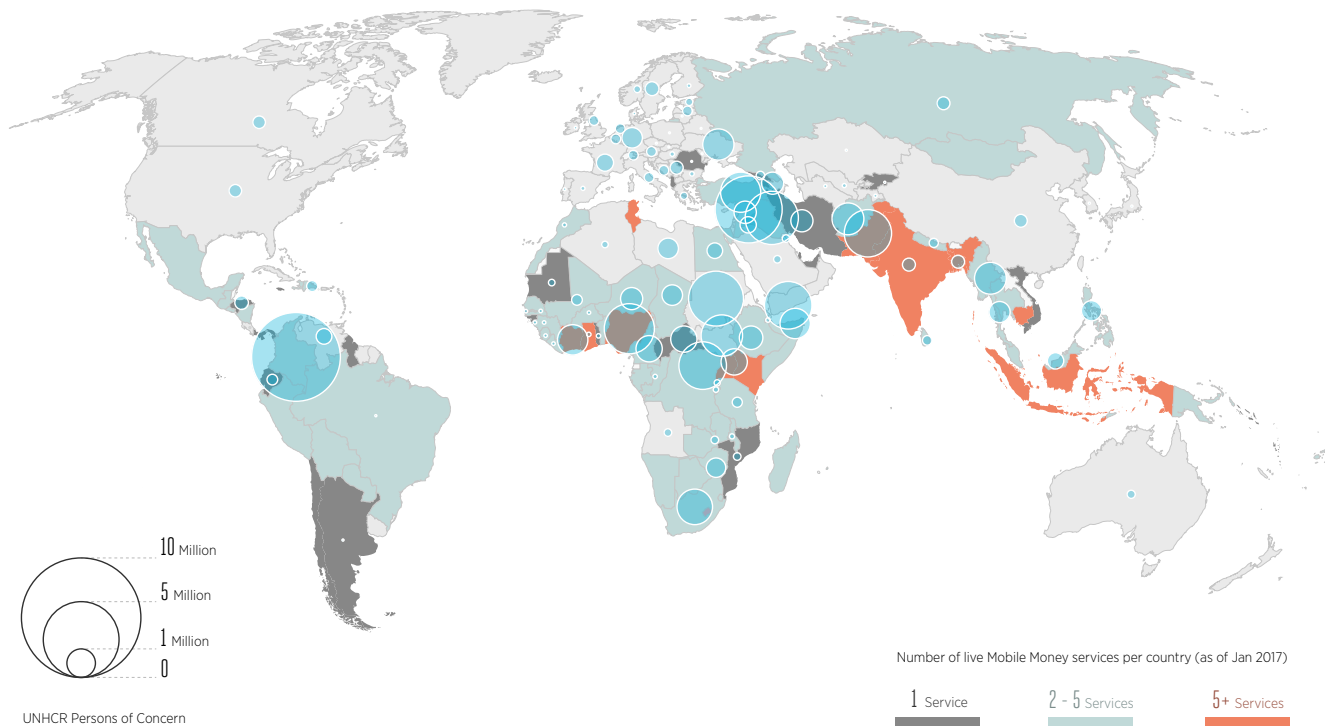 10 Million
5 Million
1 Million
0
UNHCR Persons of Concern
Number of live Mobile Money services per country (as of Jan 2017)
1 Service
2 - 5 Services
5+ Services